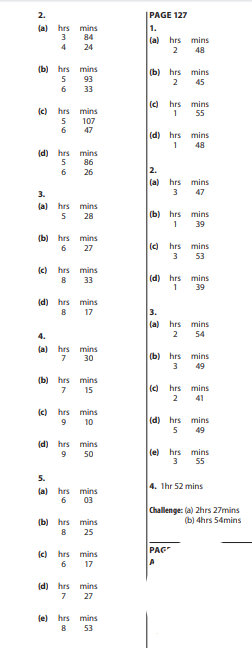 2.
(a) hrs mins
3 84
4 24
(b) hrs mins
5 93
6 33
(c) hrs mins
5 107
6 47
(d) hrs mins
5 86
6 26
3.
(a) hrs mins
5 28
(b) hrs mins
6 27
(c) hrs mins
8 33
(d) hrs mins
8 17
4.
(a) hrs mins
7 30
(b) hrs mins
7 15
(c) hrs mins
9 10
(d) hrs mins
9 50
5.
(a) hrs mins
6 03
(b) hrs mins
8 25
(c) hrs mins
6 17
(d) hrs mins
7 27
(e) hrs mins
8 53
PAGE 127
1.
(a) hrs mins
2 48
(b) hrs mins
2 45
(c) hrs mins
1 55
(d) hrs mins
1 48
2.
(a) hrs mins
3 47
(b) hrs mins
1 39
(c) hrs mins
3 53
(d) hrs mins
1 39
3.
(a) hrs mins
2 54
(b) hrs mins
3 49
(c) hrs mins
2 41
(d) hrs mins
5 49
(e) hrs mins
3 55
4. 1hr 52 mins
Challenge: (a) 2hrs 27mins
(b) 4hrs 54mins